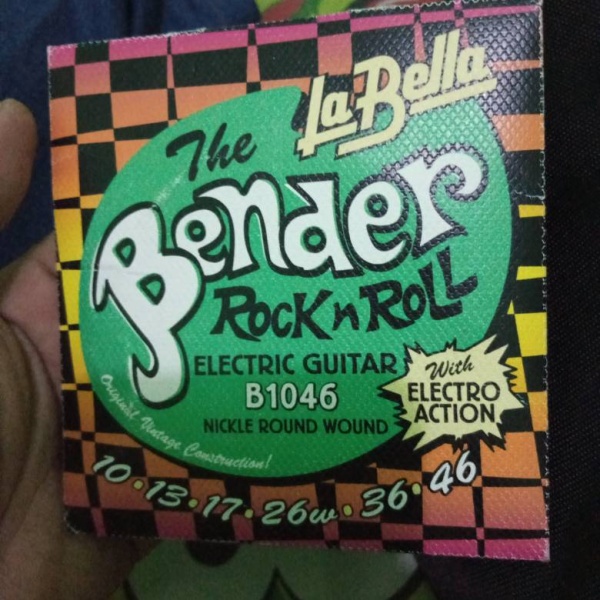 La Bella
The
Bender
Rock n Roll
ELECTRIC GUITAR
B1046
NICKLE ROUND WOUND
With
ELECTRO
ACTION
Original Vintage Construction!
10 • 13 • 17 • 26w • 36 • 46